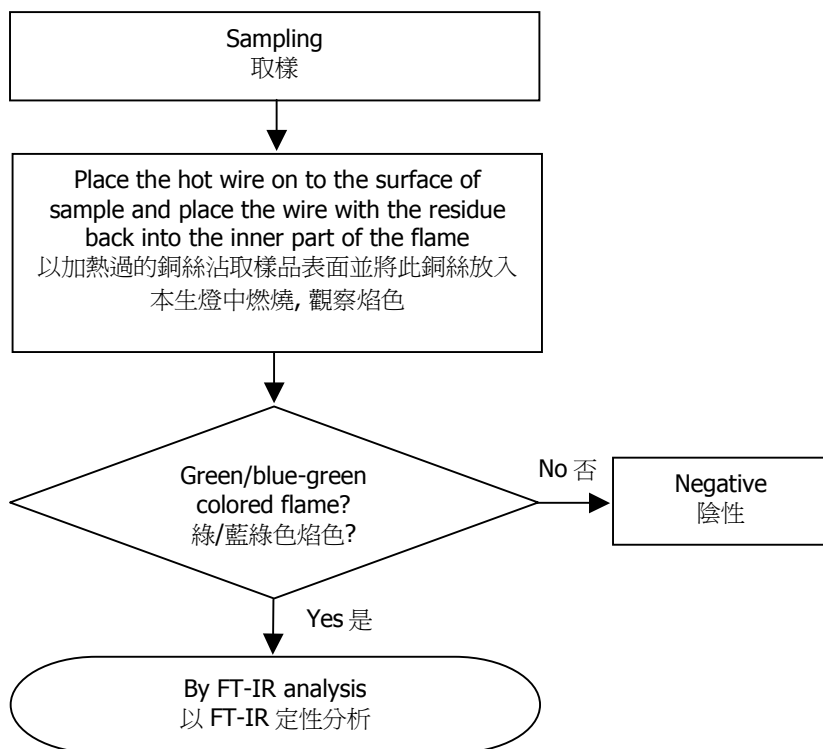 Sampling
取樣
Place the hot wire on to the surface of
sample and place the wire with the residue
back into the inner part of the flame
以加熱過的銅絲沾取樣品表面並將此銅絲放入
本生燈中燃燒, 觀察焰色
Green/blue-green
colored flame?
綠/藍綠色焰色?
No 否
Negative
陰性
Yes 是
By FT-IR analysis
以 FT-IR 定性分析